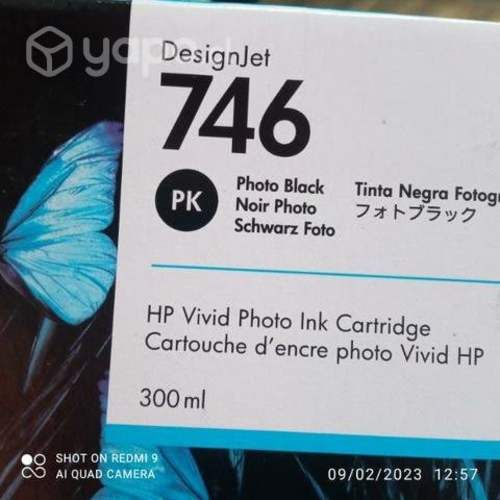 yapo.cl
DesignJet
746
PK
Photo Black
Noir Photo
Schwarz Foto
Tinta Negra
フォトブラック
HP Vivid Photo Ink Cartridge
Cartouche d'encre photo Vivid HP
300 ml
SHOT ON REDMI 9
AI QUAD CAMERA
09/02/2023 12:57